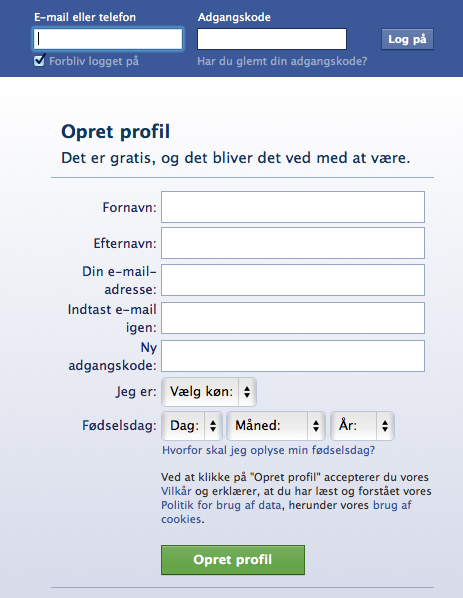 E-mail eller telefon Adgangskode
Log på
Forbliv logget på Har du glemt din adgangskode?
Opret profil
Det er gratis, og det bliver det ved med at være.
Fornavn:
Efternavn:
Din e-mail-
adresse:
Indtast e-mail
igen:
Ny
adgangskode:
Jeg er: Vælg køn:
Fødselsdag: Dag: Måned: År:
Hvorfor skal jeg oplyse min fødselsdag?
Ved at klikke på "Opret profil" accepterer du vores
Vilkår og erklærer, at du har læst og forstået vores
Politik for brug af data, herunder vores brug af
cookies.
Opret profil